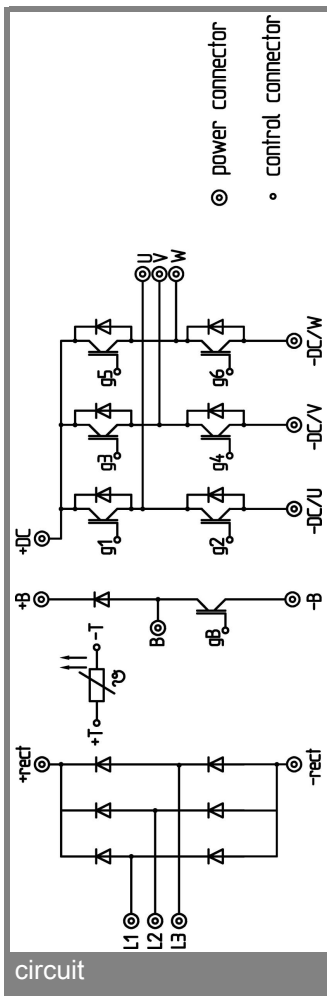 power connector
control connector
U
V
W
g5
g6
-DC/W
g3
g4
-DC/V
g1
g2
-DC/U
+DC
+B
B
gB
-B
-T
+T
ϑ
+rect
-rect
L1
L2
L3
circuit